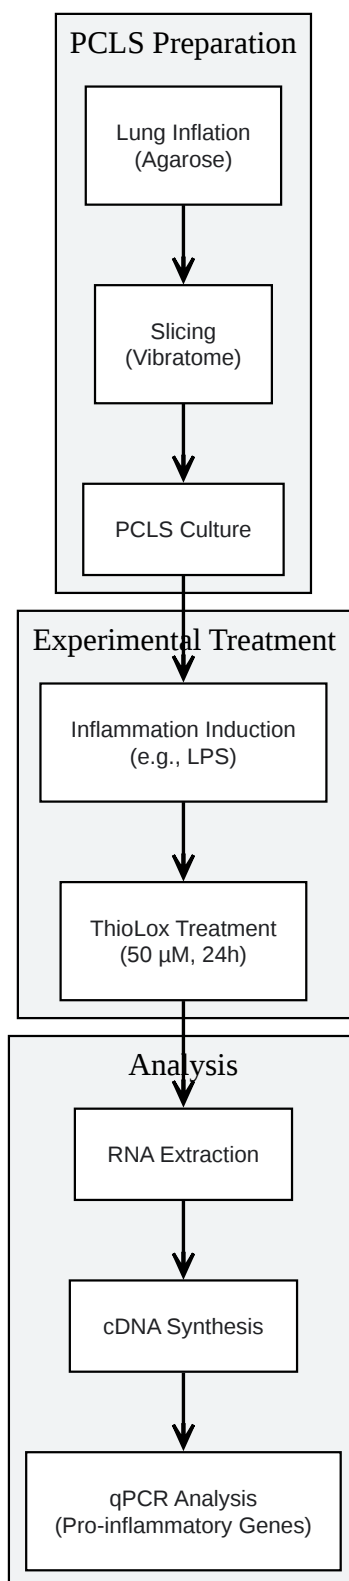 PCLS Preparation
Lung Inflation
(Agarose)
Slicing
(Vibratome)
PCLS Culture
Experimental Treatment
Inflammation Induction
(e.g., LPS)
ThioLox Treatment
(50 µM, 24h)
Analysis
RNA Extraction
cDNA Synthesis
qPCR Analysis
(Pro-inflammatory Genes)